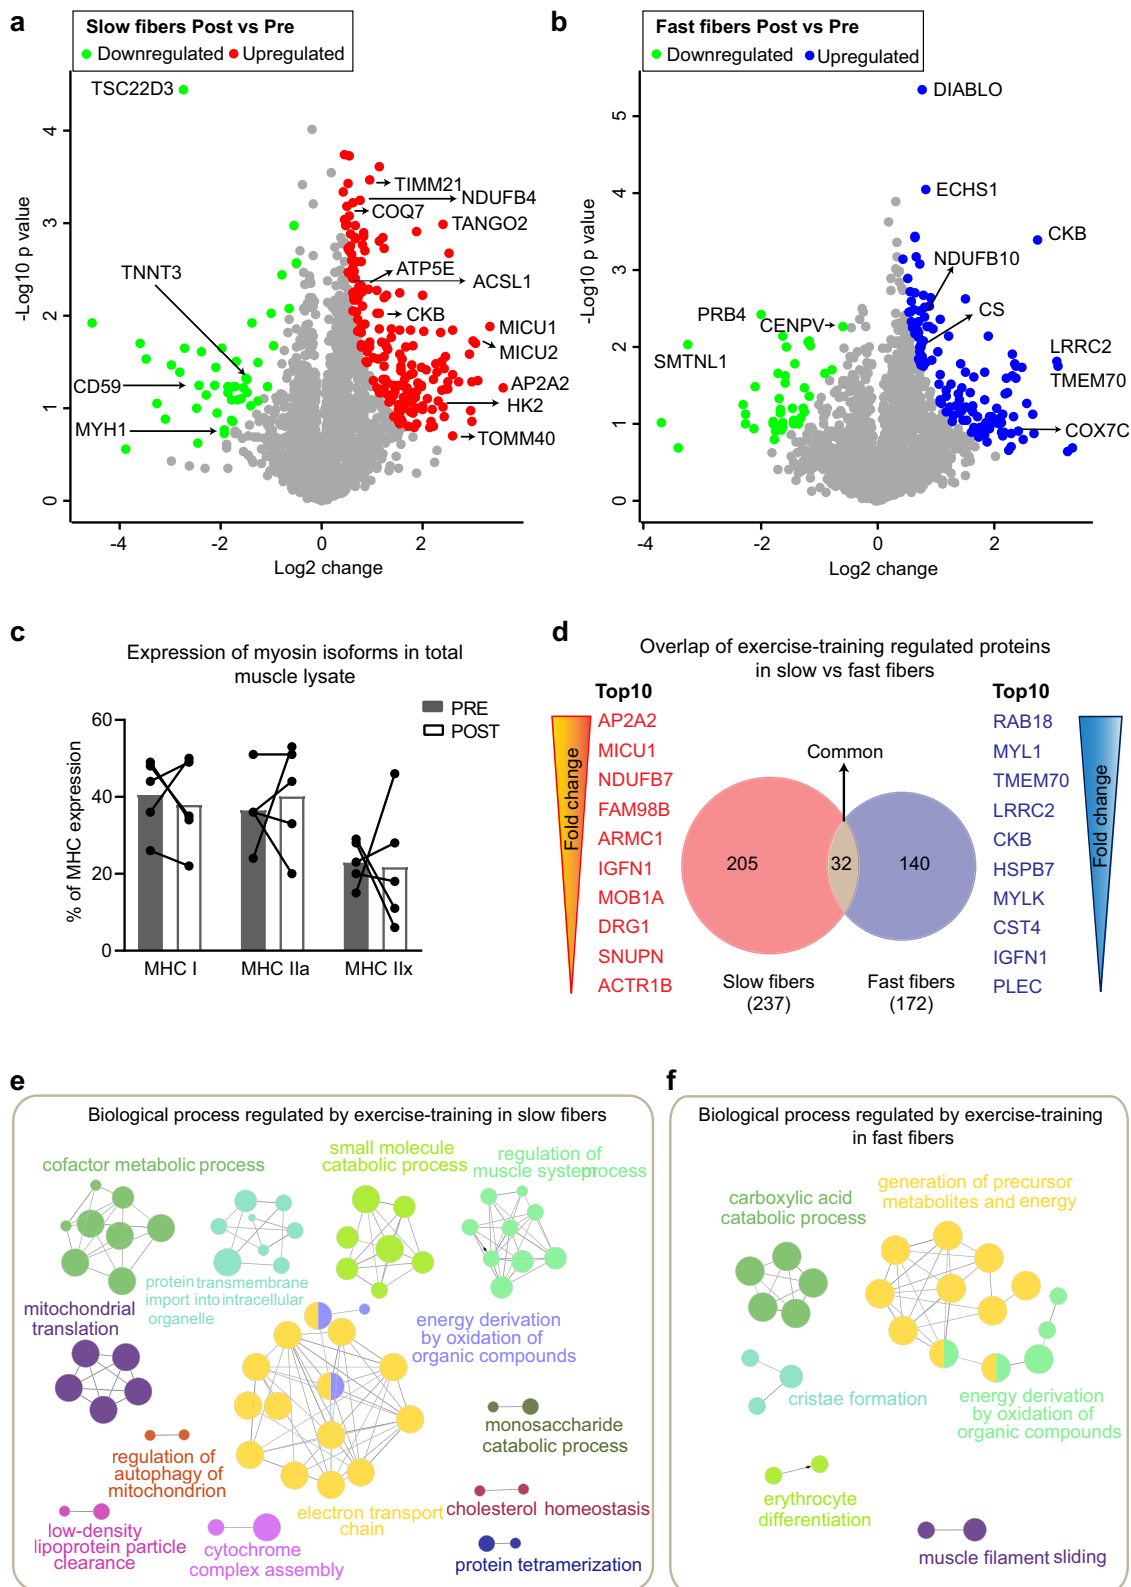 a
Slow fibers Post vs Pre
Downregulated Upregulated
TSC22D3
TIMM21
NDUFB4
COQ7
TANGO2
TNNT3
ATP5E
ACSL1
CKB
MICU1
MICU2
CD59
AP2A2
HK2
MYH1
TOMM40
-Log10 p value
0
1
2
3
4
-4
-2
0
2
Log2 change
b
Fast fibers Post vs Pre
Downregulated Upregulated
DIABLO
ECHS1
CKB
NDUFB10
PRB4
CENPV
CS
SMTNL1
LRRC2
TMEM70
COX7C
-Log10 p value
0
1
2
3
4
5
-4
-2
0
2
Log2 change
c
Expression of myosin isoforms in total
muscle lysate
PRE
POST
% of MHC expression
60
40
20
0
MHC I
MHC IIa
MHC IIx
d
Overlap of exercise-training regulated proteins
in slow vs fast fibers
Top10
AP2A2
MICU1
NDUFB7
FAM98B
ARMC1
IGFN1
MOB1A
DRG1
SNUPN
ACTR1B
Fold change
Common
205
32
140
Slow fibers
(237)
Fast fibers
(172)
Top10
RAB18
MYL1
TMEM70
LRRC2
CKB
HSPB7
MYLK
CST4
IGFN1
PLEC
Fold change
e
Biological process regulated by exercise-training in slow fibers
cofactor metabolic process
small molecule
catabolic process
regulation of
muscle system process
protein transmembrane
import into intracellular
organelle
mitochondrial
translation
energy derivation
by oxidation of
organic compounds
monosaccharide
catabolic process
regulation of
autophagy of
mitochondrion
electron transport
chain
cholesterol homeostasis
low-density
lipoprotein particle
clearance
cytochrome
complex assembly
protein tetramerization
f
Biological process regulated by exercise-training
in fast fibers
carboxylic acid
catabolic process
generation of precursor
metabolites and energy
cristae formation
energy derivation
by oxidation of
organic compounds
erythrocyte
differentiation
muscle filament sliding